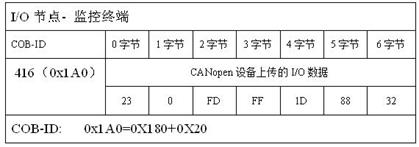 I/O 节点- 监控终端
COB-ID 0 字节 1 字节 2 字节 3 字节 4 字节 5 字节 6 字节
416（0x1A0） CANopen 设备上传的 I/O 数据
23 0 FD FF 1D 88 32
COB-ID: 0x1A0=0X180+0X20